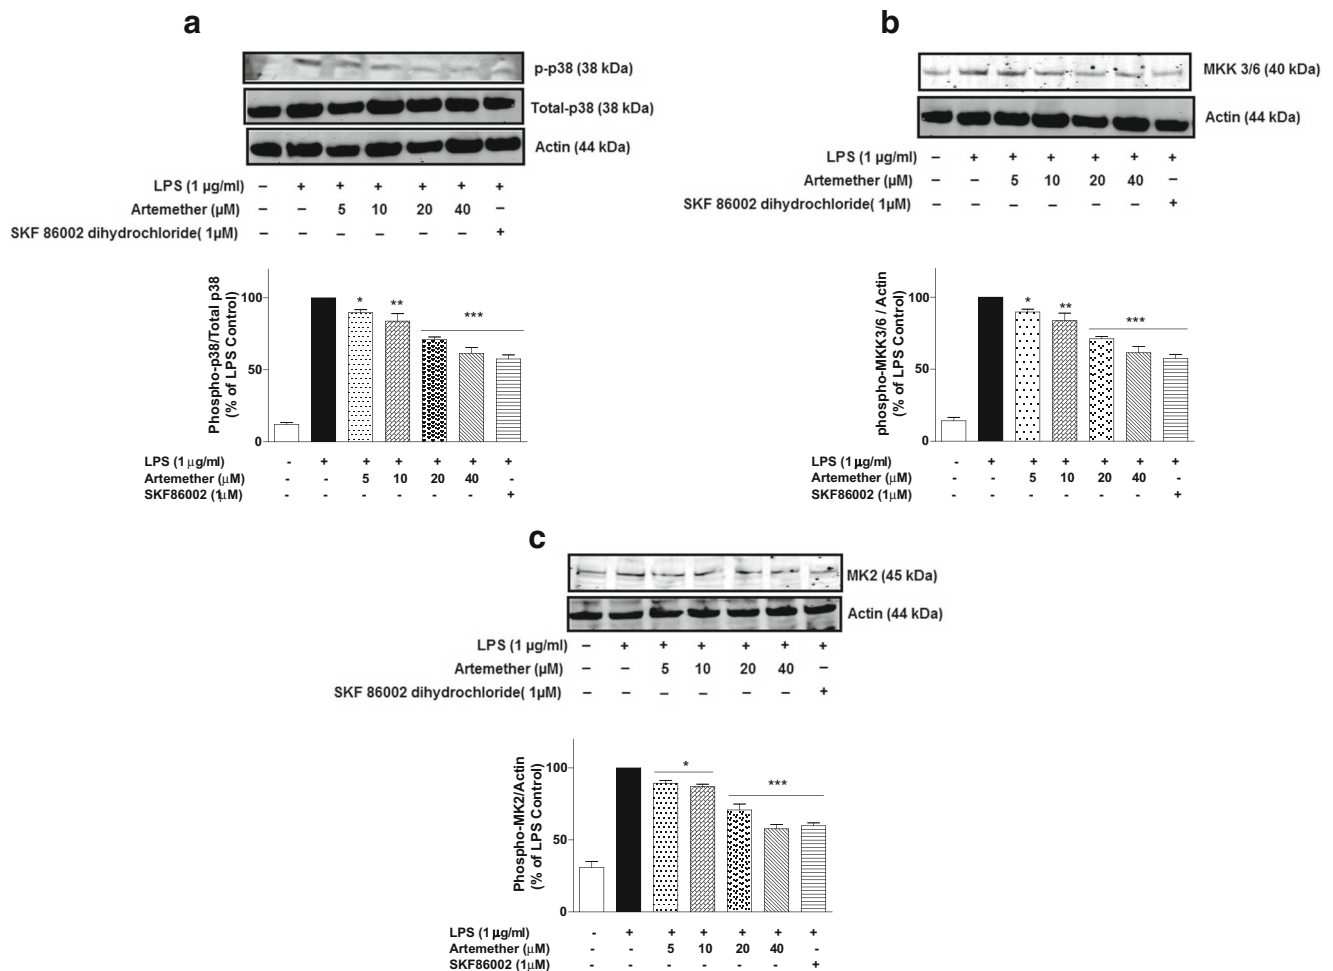 a
p-p38 (38 kDa)
Total-p38 (38 kDa)
Actin (44 kDa)
LPS (1 µg/ml) – + + + + + +
Artemether (µM) – – 5 10 20 40 –
SKF 86002 dihydrochloride( 1µM) – – – – – – +
Phospho-p38/Total p38
(% of LPS Control)
100
50
0
* ** ***
LPS (1 µg/ml) - + + + + + +
Artemether (µM) - - 5 10 20 40 -
SKF86002 (1µM) - - - - - - +
b
MKK 3/6 (40 kDa)
Actin (44 kDa)
LPS (1 µg/ml) – + + + + + +
Artemether (µM) – – 5 10 20 40 –
SKF 86002 dihydrochloride( 1µM) – – – – – – +
phospho-MKK3/6 / Actin
(% of LPS Control)
100
50
0
* ** ***
LPS (1 µg/ml) - + + + + + +
Artemether (µM) - - 5 10 20 40 -
SKF86002 (1µM) - - - - - - +
c
MK2 (45 kDa)
Actin (44 kDa)
LPS (1 µg/ml) – + + + + + +
Artemether (µM) – – 5 10 20 40 –
SKF 86002 dihydrochloride( 1µM) – – – – – – +
Phospho-MK2/Actin
(% of LPS Control)
100
50
0
* ***
LPS (1 µg/ml) - + + + + + +
Artemether (µM) - - 5 10 20 40 -
SKF86002 (1µM) - - - - - - +